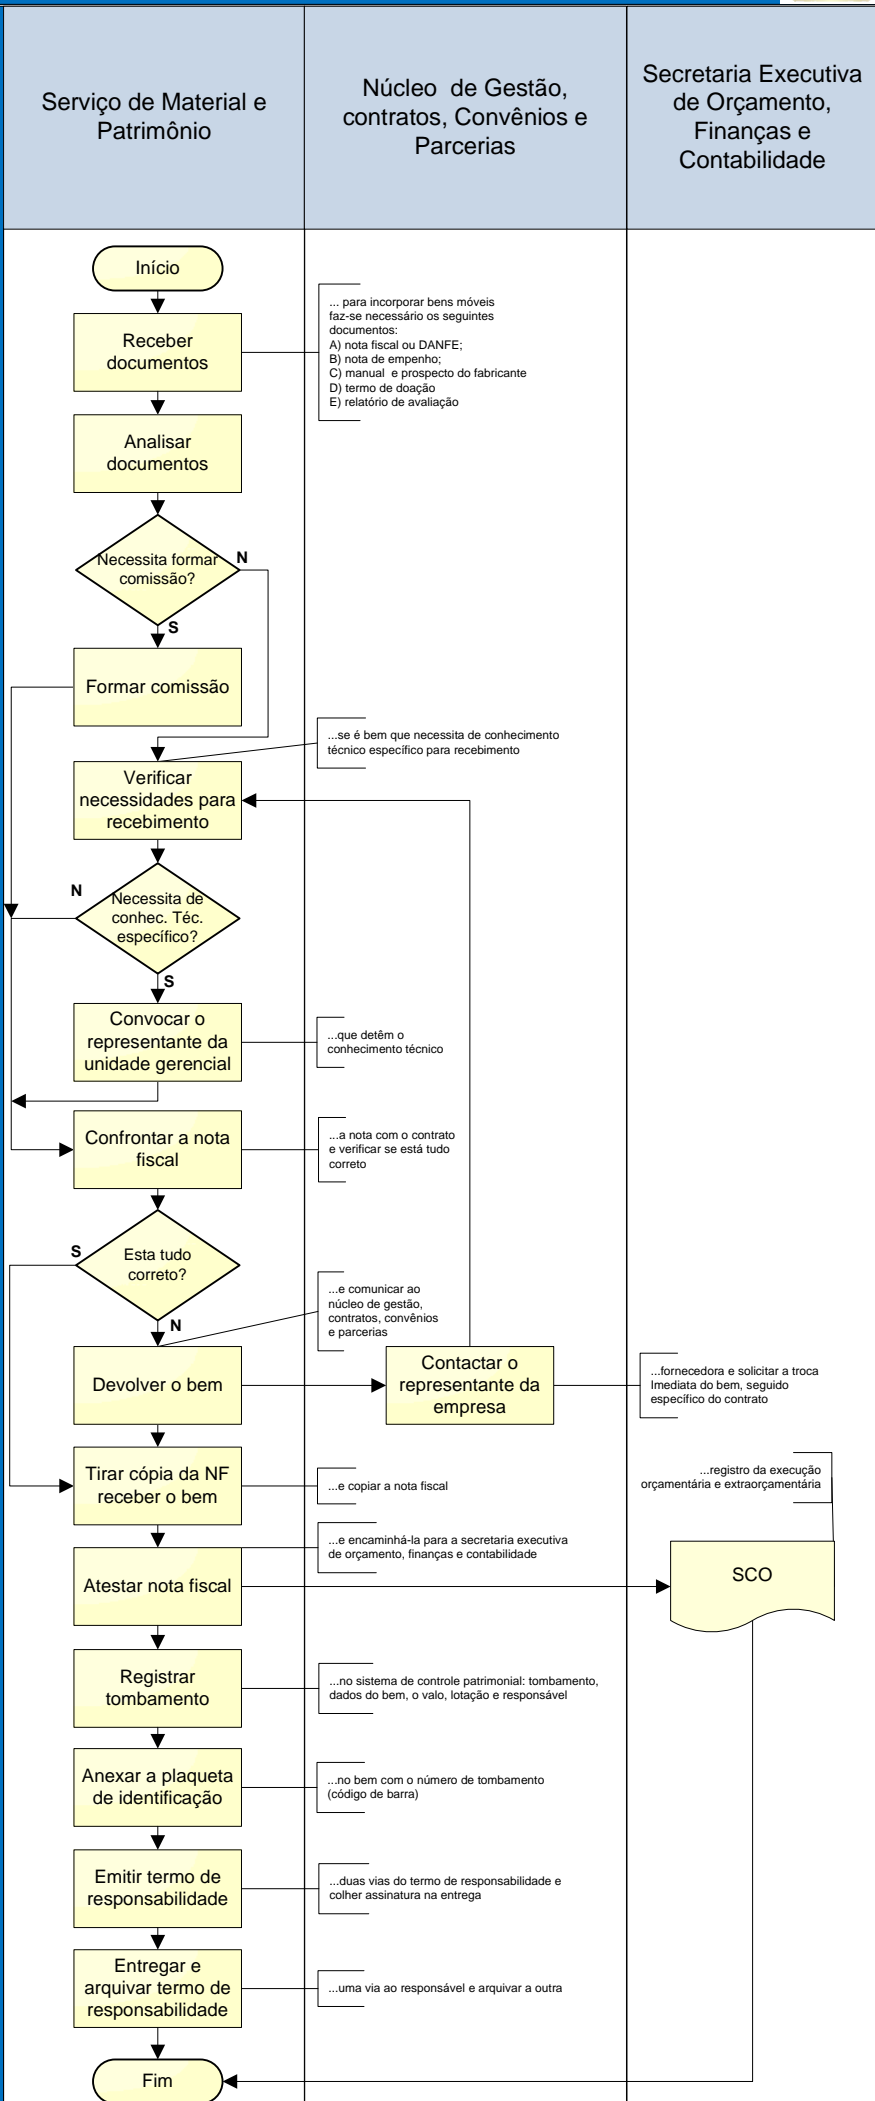 Serviço de Material e
Patrimônio
Núcleo de Gestão,
contratos, Convênios e
Parcerias
Secretaria Executiva
de Orçamento,
Finanças e
Contabilidade
Início
Receber
documentos
... para incorporar bens móveis
faz-se necessário os seguintes
documentos:
A) nota fiscal ou DANFE;
B) nota de empenho;
C) manual e prospecto do fabricante
D) termo de doação
E) relatório de avaliação
Analisar
documentos
Necessita formar
comissão?
N
S
Formar comissão
...se é bem que necessita de conhecimento
técnico específico para recebimento
Verificar
necessidades para
recebimento
N
Necessita de
conhec. Téc.
específico?
S
Convocar o
representante da
unidade gerencial
...que detêm o
conhecimento técnico
Confrontar a nota
fiscal
...a nota com o contrato
e verificar se está tudo
correto
S
Esta tudo
correto?
N
...e comunicar ao
núcleo de gestão,
contratos, convênios
e parcerias
Devolver o bem
Contactar o
representante da
empresa
...fornecedora e solicitar a troca
Imediata do bem, seguido
específico do contrato
Tirar cópia da NF
receber o bem
...e copiar a nota fiscal
...registro da execução
orçamentária e extraorçamentária
...e encaminhá-la para a secretaria executiva
de orçamento, finanças e contabilidade
Atestar nota fiscal
SCO
Registrar
tombamento
...no sistema de controle patrimonial: tombamento,
dados do bem, o valo, lotação e responsável
Anexar a plaqueta
de identificação
...no bem com o número de tombamento
(código de barra)
Emitir termo de
responsabilidade
...duas vias do termo de responsabilidade e
colher assinatura na entrega
Entregar e
arquivar termo de
responsabilidade
...uma via ao responsável e arquivar a outra
Fim